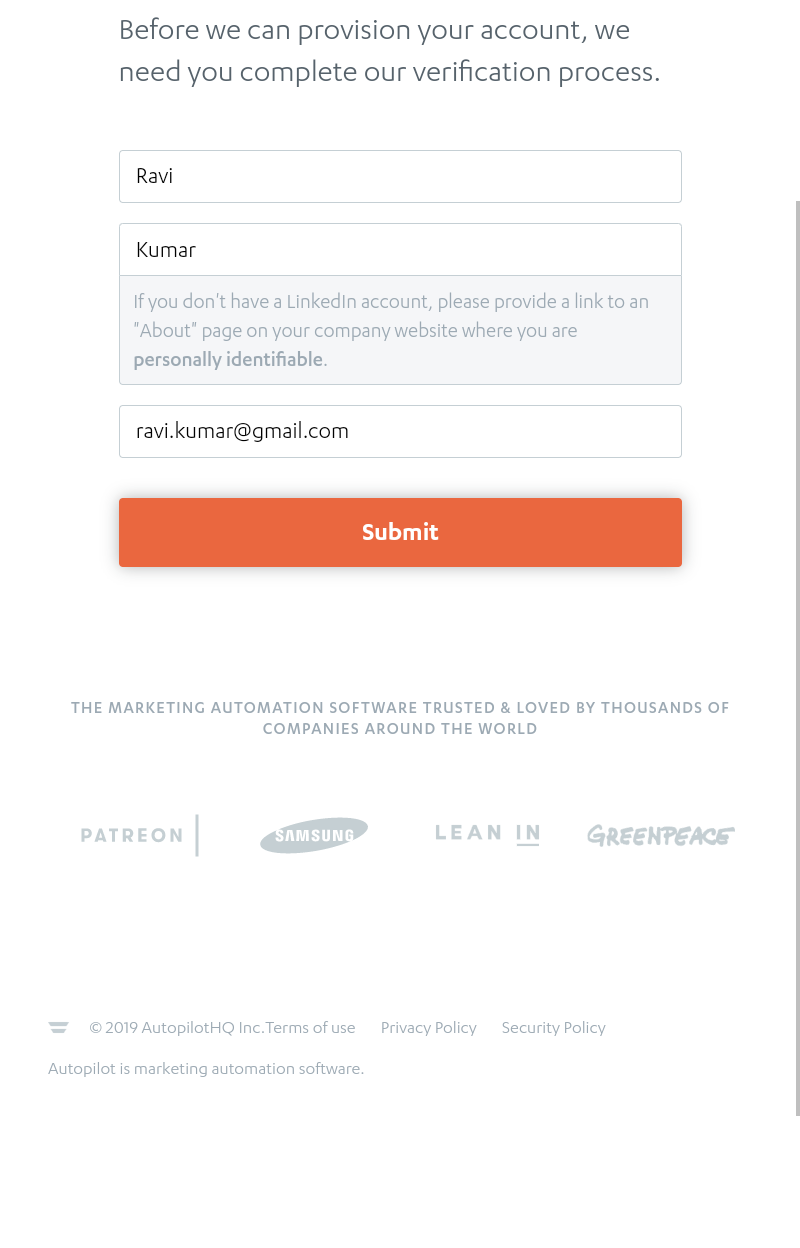 Before we can provision your account, we
need you complete our verification process.
Ravi
Kumar
If you don't have a LinkedIn account, please provide a link to an
"About" page on your company website where you are
personally identifiable.
ravi.kumar@gmail.com
Submit
THE MARKETING AUTOMATION SOFTWARE TRUSTED & LOVED BY THOUSANDS OF
COMPANIES AROUND THE WORLD
PATREON SAMSUNG LEAN IN GREENPEACE
© 2019 AutopilotHQ Inc.Terms of use Privacy Policy Security Policy
Autopilot is marketing automation software.